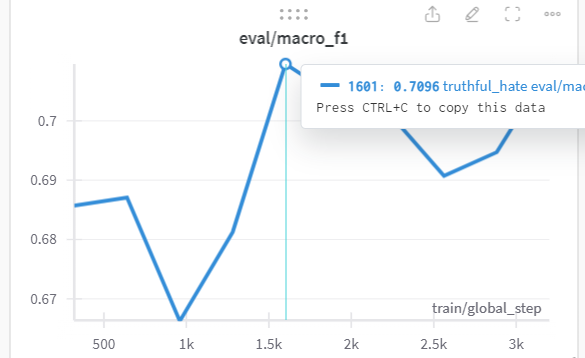 eval/macro_f1
1601: 0.7096 truthful_hate eval/mac
Press CTRL+C to copy this data
0.7
0.69
0.68
0.67
train/global_step
500
1k
1.5k
2k
2.5k
3k